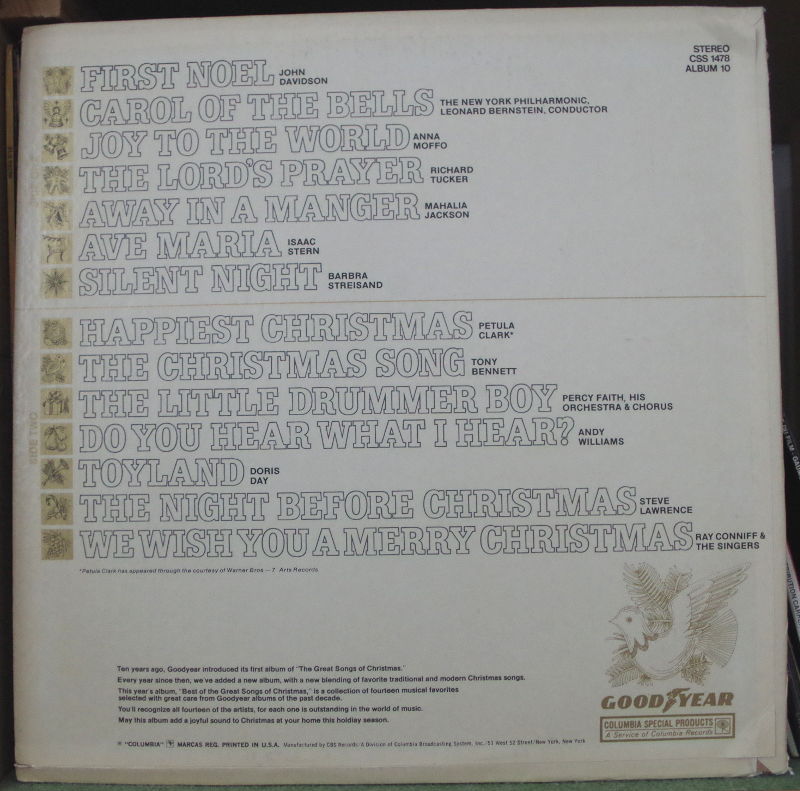 STEREO
CSS 1478
ALBUM 10
FIRST NOEL JOHN
DAVIDSON
CAROL OF THE BELLS THE NEW YORK PHILHARMONIC,
LEONARD BERNSTEIN, CONDUCTOR
JOY TO THE WORLD ANNA
MOFFO
THE LORD'S PRAYER RICHARD
TUCKER
AWAY IN A MANGER MAHALIA
JACKSON
AVE MARIA ISAAC
STERN
SILENT NIGHT BARBRA
STREISAND
SIDE TWO
HAPPIEST CHRISTMAS PETULA
CLARK*
THE CHRISTMAS SONG TONY
BENNETT
THE LITTLE DRUMMER BOY PERCY FAITH, HIS
ORCHESTRA & CHORUS
DO YOU HEAR WHAT I HEAR? ANDY
WILLIAMS
TOYLAND DORIS
DAY
THE NIGHT BEFORE CHRISTMAS STEVE
LAWRENCE
WE WISH YOU A MERRY CHRISTMAS RAY CONNIFF &
THE SINGERS
*Petula Clark has appeared through the courtesy of Warner Bros — 7 Arts Records
Ten years ago, Goodyear introduced its first album of "The Great Songs of Christmas."
Every year since then, we've added a new album, with a new blending of favorite traditional and modern Christmas songs.
This year's album, "Best of the Great Songs of Christmas," is a collection of fourteen musical favorites
selected with great care from Goodyear albums of the past decade.
You'll recognize all fourteen of the artists, for each one is outstanding in the world of music.
May this album add a joyful sound to Christmas at your home this holdiay season.
GOODYEAR
COLUMBIA SPECIAL PRODUCTS
A Service of Columbia Records
® "COLUMBIA" MARCAS REG. PRINTED IN U.S.A. Manufactured by CBS Records/A Division of Columbia Broadcasting System, Inc./51 West 52 Street/New York, New York